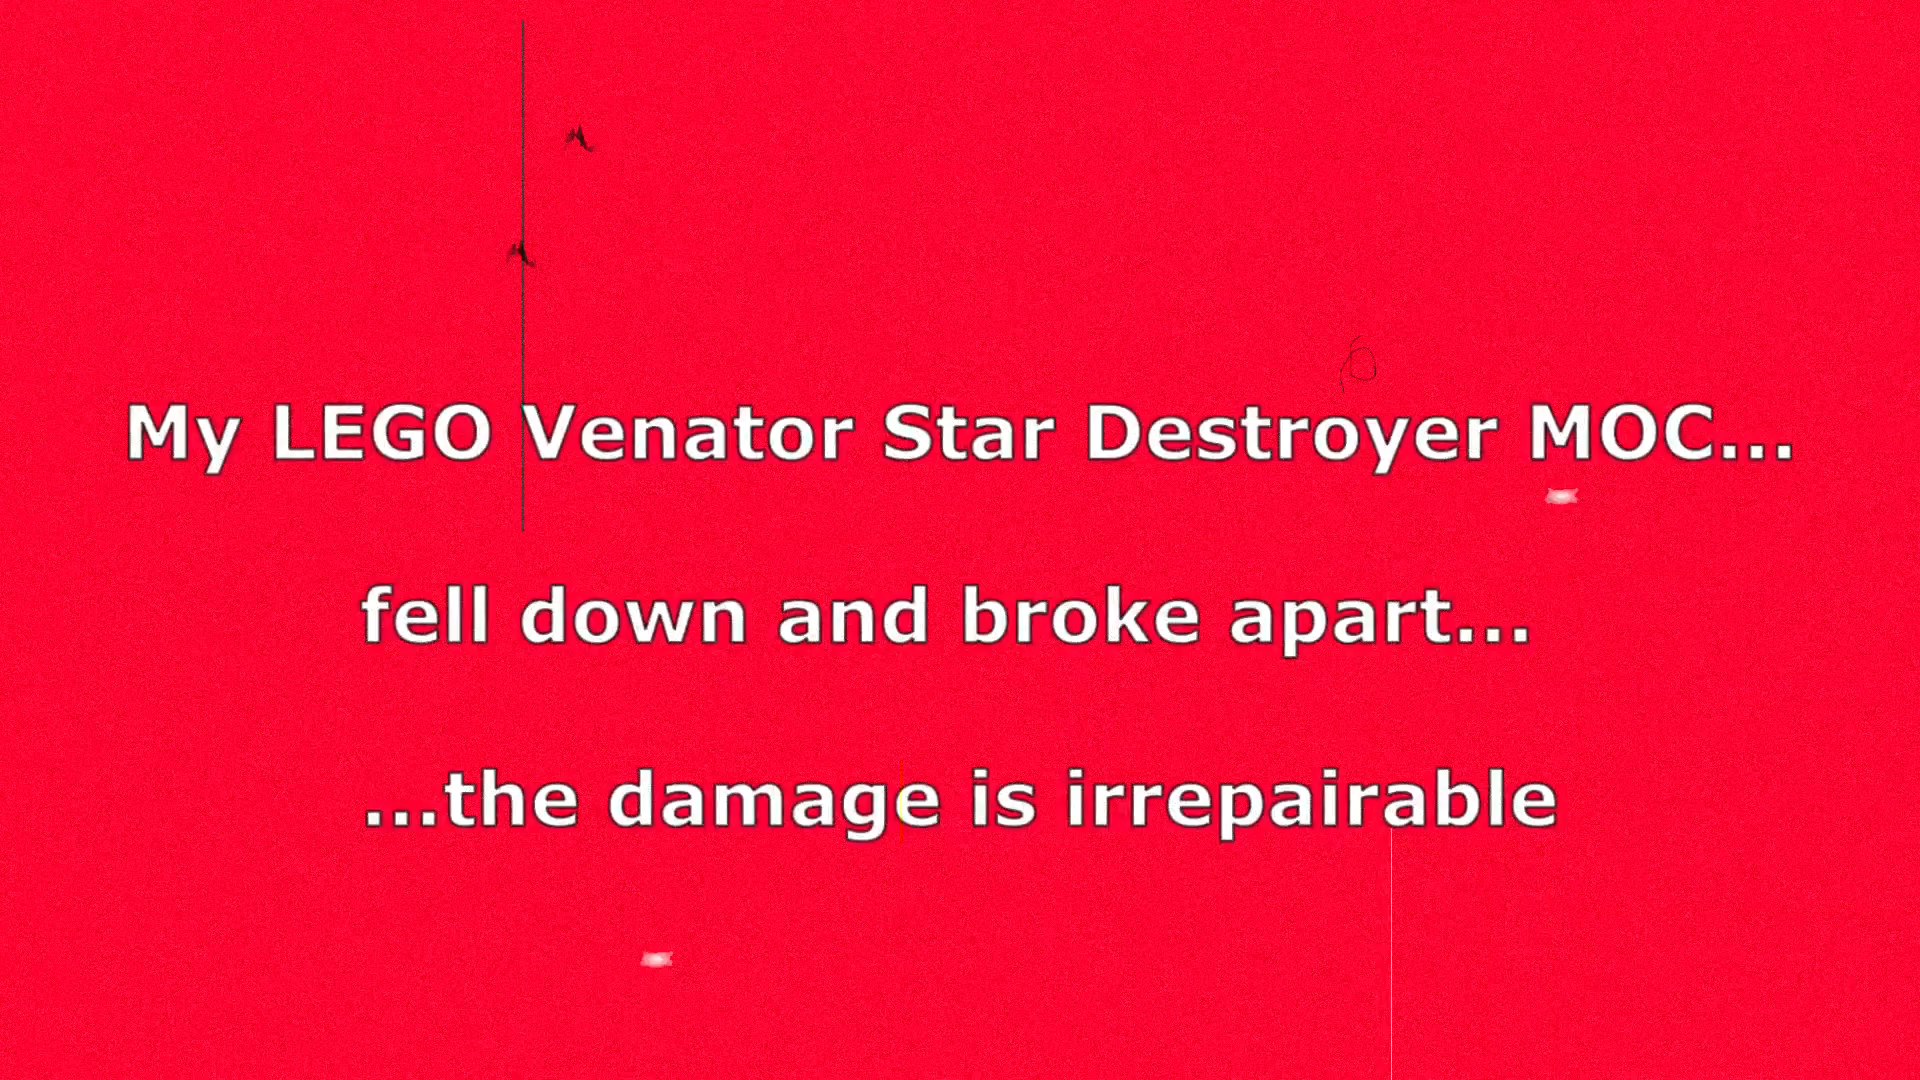 My LEGO Venator Star Destroyer MOC...
fell down and broke apart...
...the damage is irrepairable